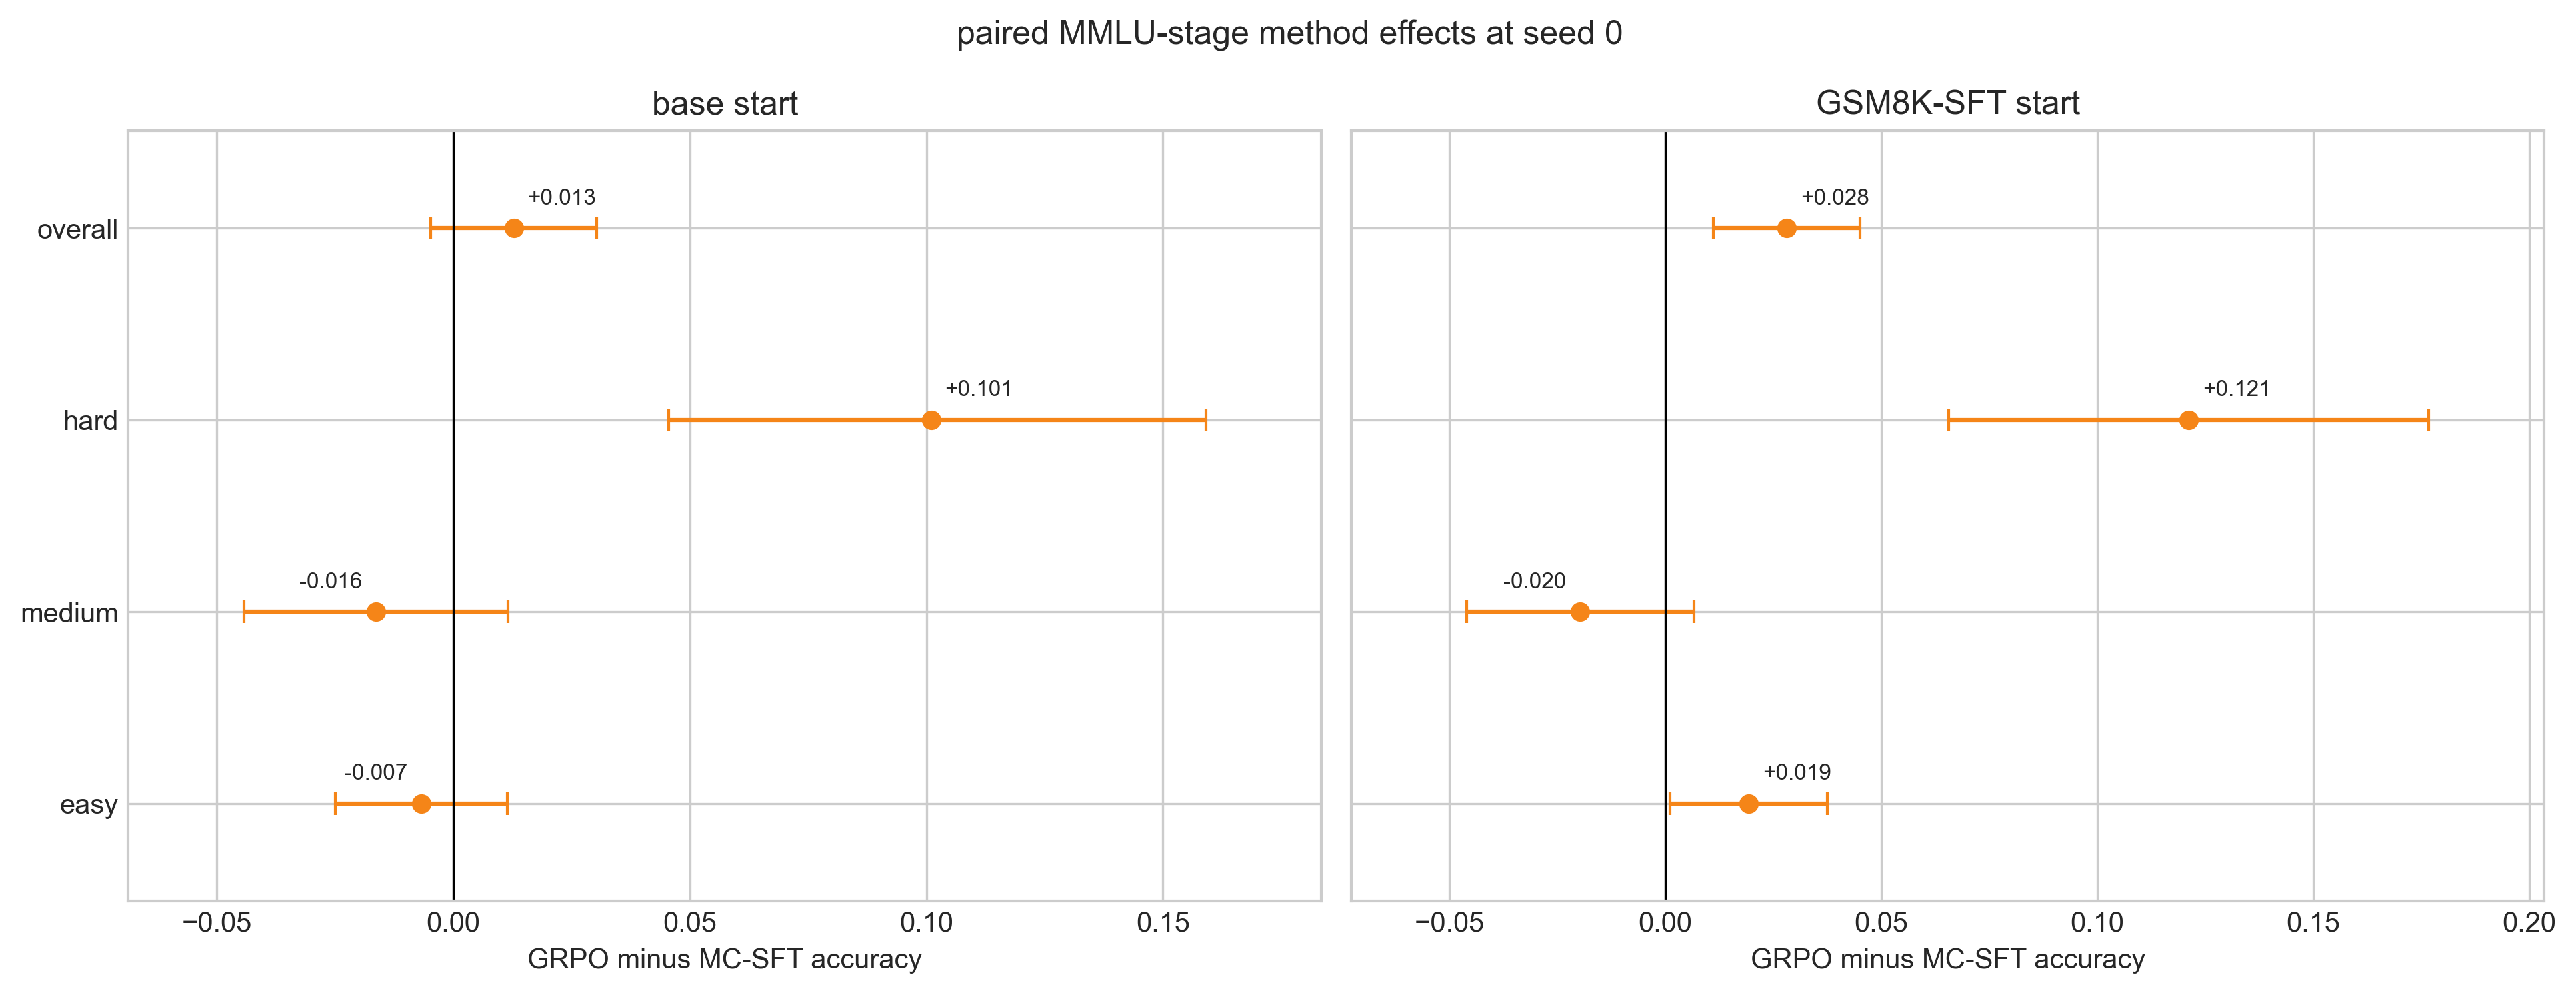 paired MMLU-stage method effects at seed 0
base start
overall
hard
medium
easy
+0.013
+0.101
-0.016
-0.007
−0.05 0.00 0.05 0.10 0.15
GRPO minus MC-SFT accuracy
GSM8K-SFT start
+0.028
+0.121
-0.020
+0.019
−0.05 0.00 0.05 0.10 0.15 0.20
GRPO minus MC-SFT accuracy